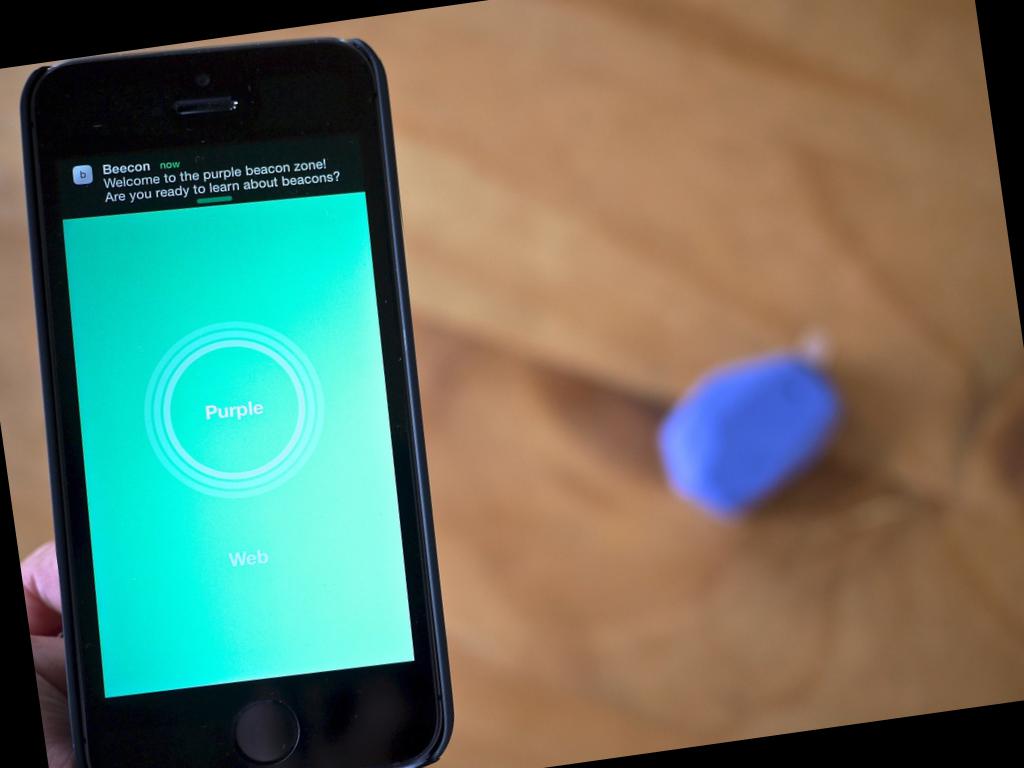 b
Beecon now
Welcome to the purple beacon zone!
Are you ready to learn about beacons?
Purple
Web